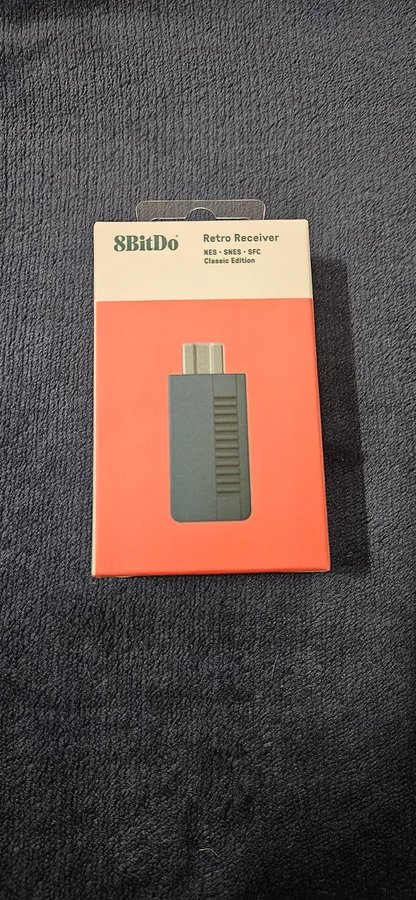 8BitDo
Retro Receiver
NES • SNES • SFC
Classic Edition